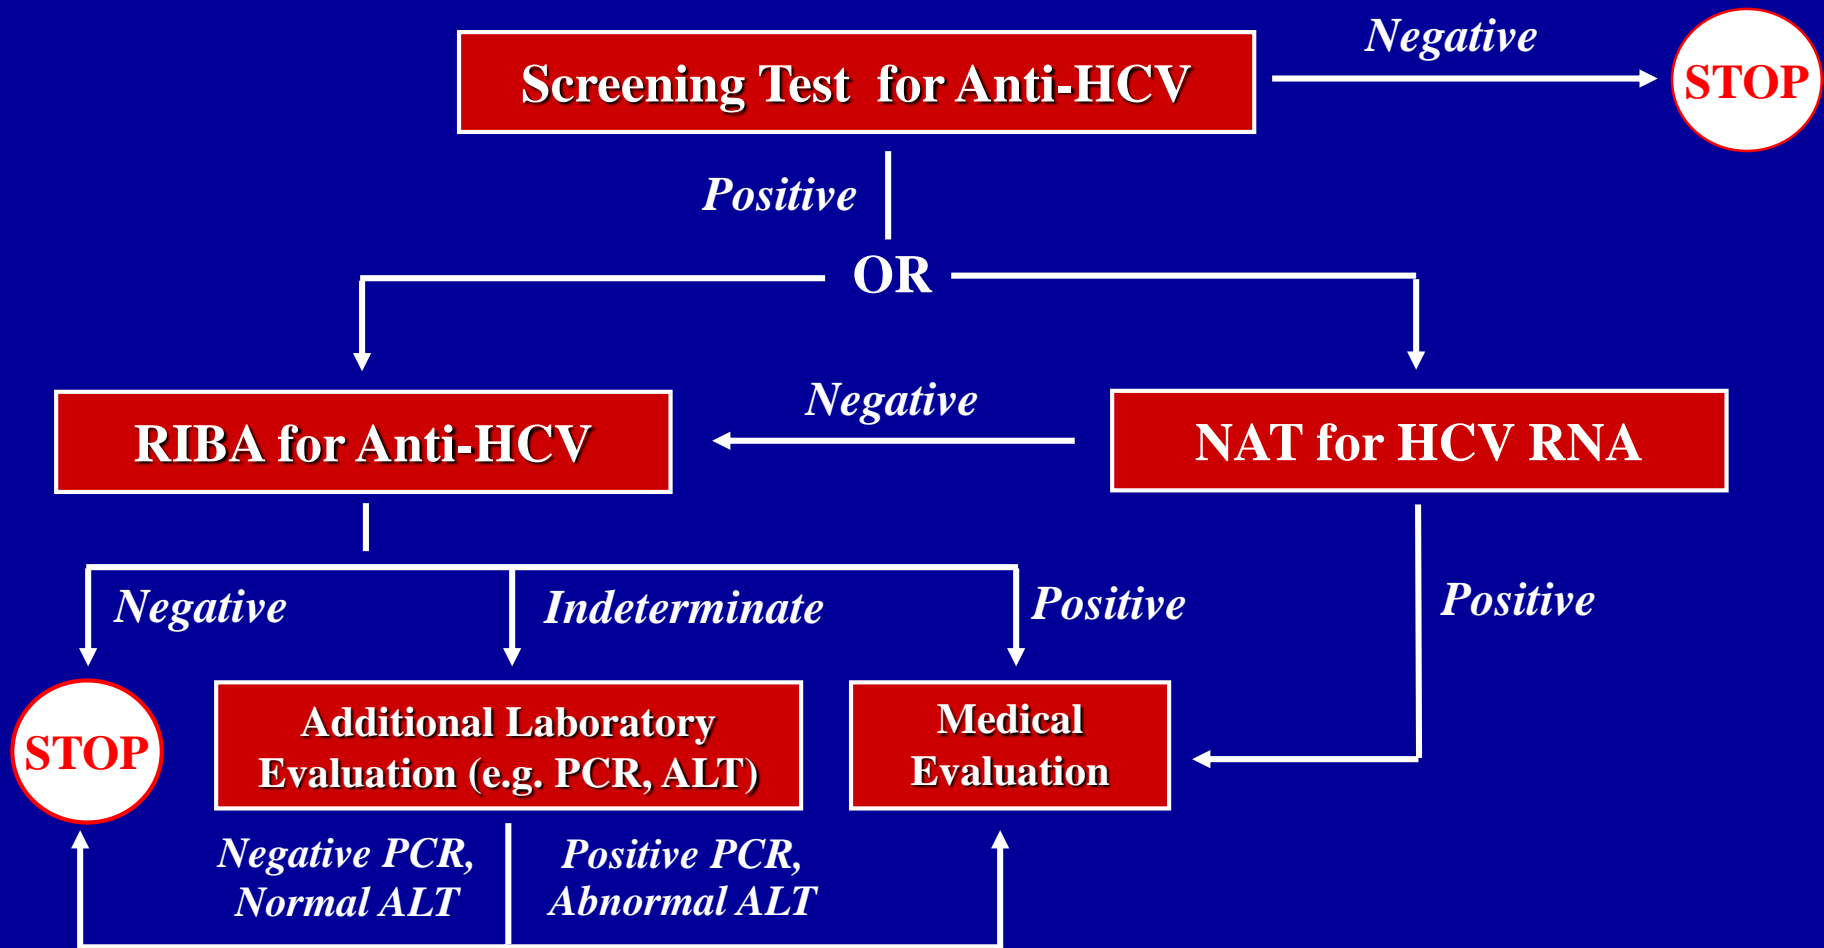 Negative
Screening Test for Anti-HCV
STOP
Positive
OR
Negative
RIBA for Anti-HCV
NAT for HCV RNA
Negative
Indeterminate
Positive
Positive
STOP
Additional Laboratory
Evaluation (e.g. PCR, ALT)
Medical
Evaluation
Negative PCR,
Normal ALT
Positive PCR,
Abnormal ALT